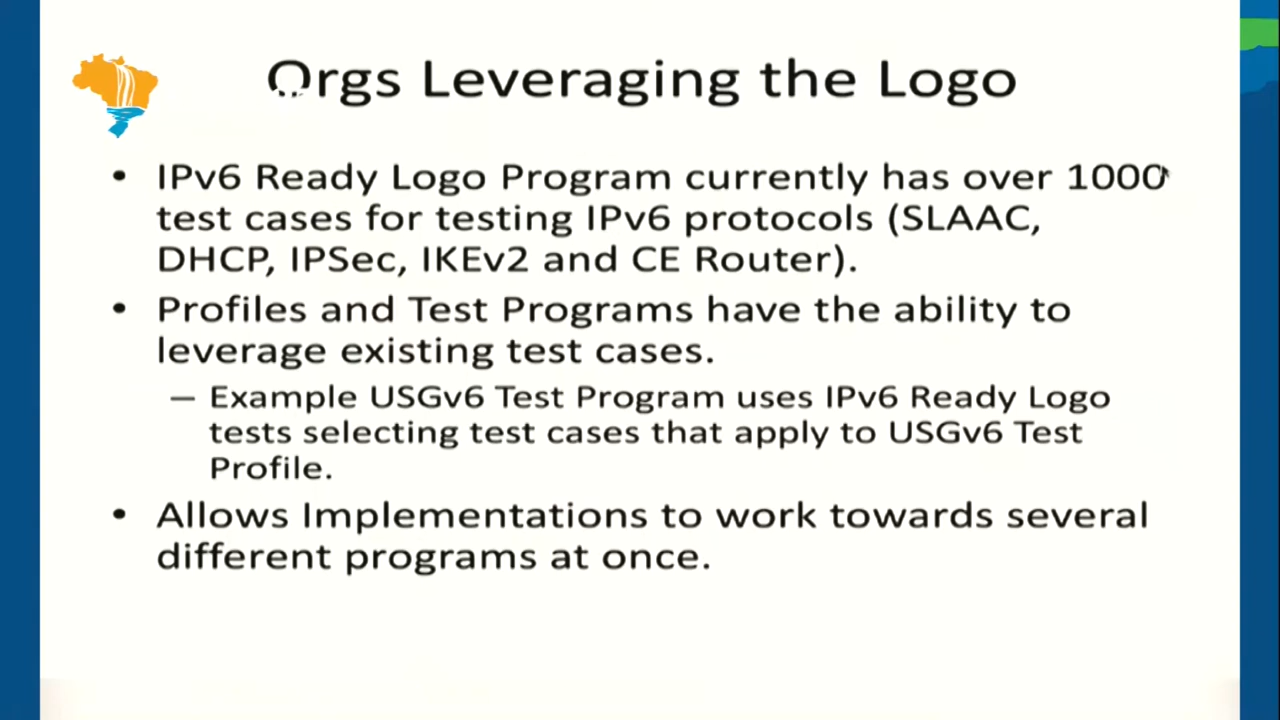 Orgs Leveraging the Logo
• IPv6 Ready Logo Program currently has over 1000
test cases for testing IPv6 protocols (SLAAC,
DHCP, IPSec, IKEv2 and CE Router).
• Profiles and Test Programs have the ability to
leverage existing test cases.
– Example USGv6 Test Program uses IPv6 Ready Logo
tests selecting test cases that apply to USGv6 Test
Profile.
• Allows Implementations to work towards several
different programs at once.